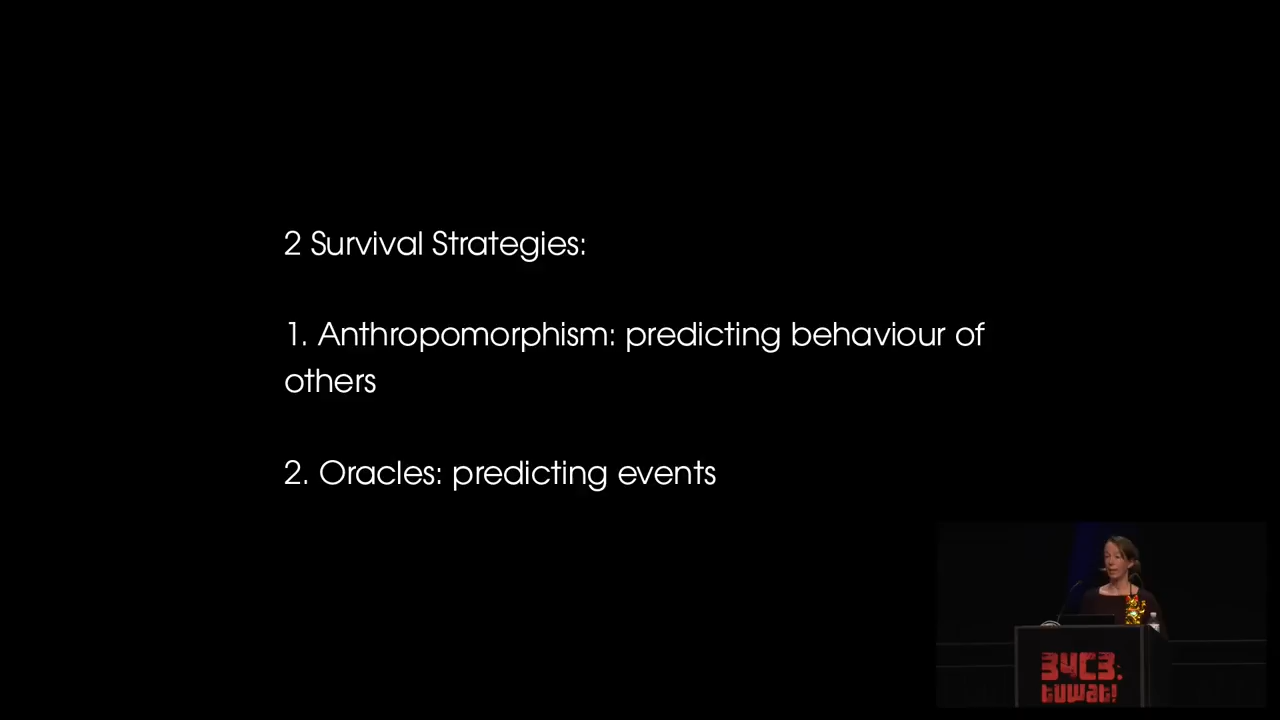 2 Survival Strategies:
1. Anthropomorphism: predicting behaviour of
others
2. Oracles: predicting events
34C3:
tuwat!